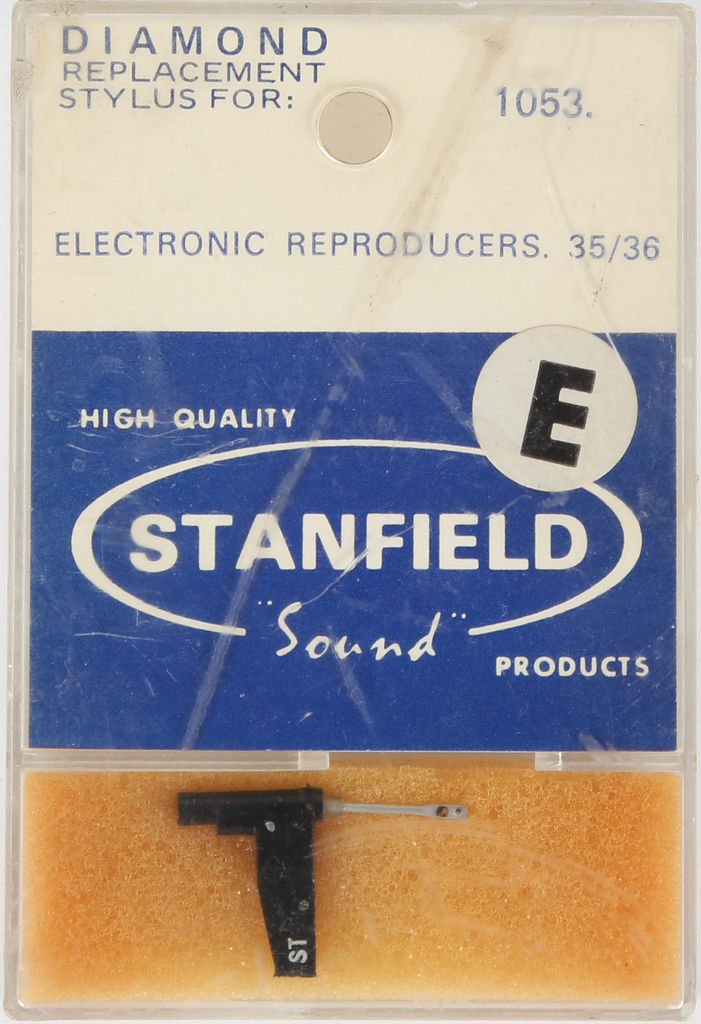 DIAMOND
REPLACEMENT
STYLUS FOR:
1053.
ELECTRONIC REPRODUCERS. 35/36
E
HIGH QUALITY
STANFIELD
"Sound"
PRODUCTS
ST